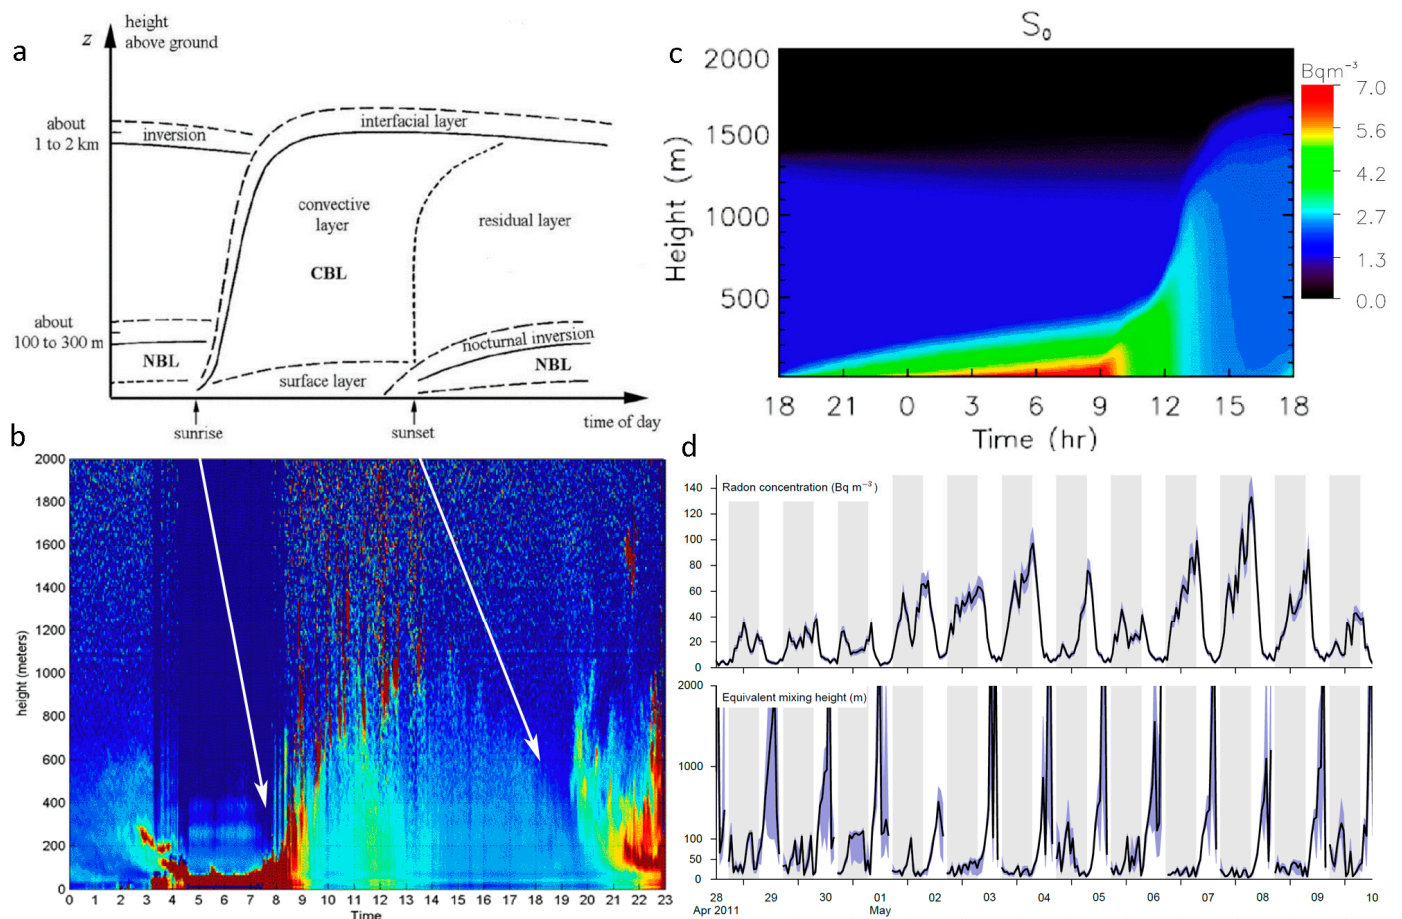 a
z
height
above ground
about
1 to 2 km
inversion
interfacial layer
convective
layer
CBL
residual layer
about
100 to 300 m
NBL
surface layer
nocturnal inversion
NBL
sunrise
sunset
time of day
b
2000
1800
1600
1400
1200
1000
800
600
400
200
0
height (meters)
0 1 2 3 4 5 6 7 8 9 10 11 12 13 14 15 16 17 18 19 20 21 22 23
Time
c
S0
2000
1500
1000
500
Height (m)
18 21 0 3 6 9 12 15 18
Time (hr)
Bqm-3
7.0
5.6
4.2
2.7
1.3
0.0
d
Radon concentration (Bq m−3)
140
120
100
80
60
40
20
0
Equivalent mixing height (m)
2000
1000
100
50
0
28 29 30 01 02 03 04 05 06 07 08 09 10
Apr 2011 May